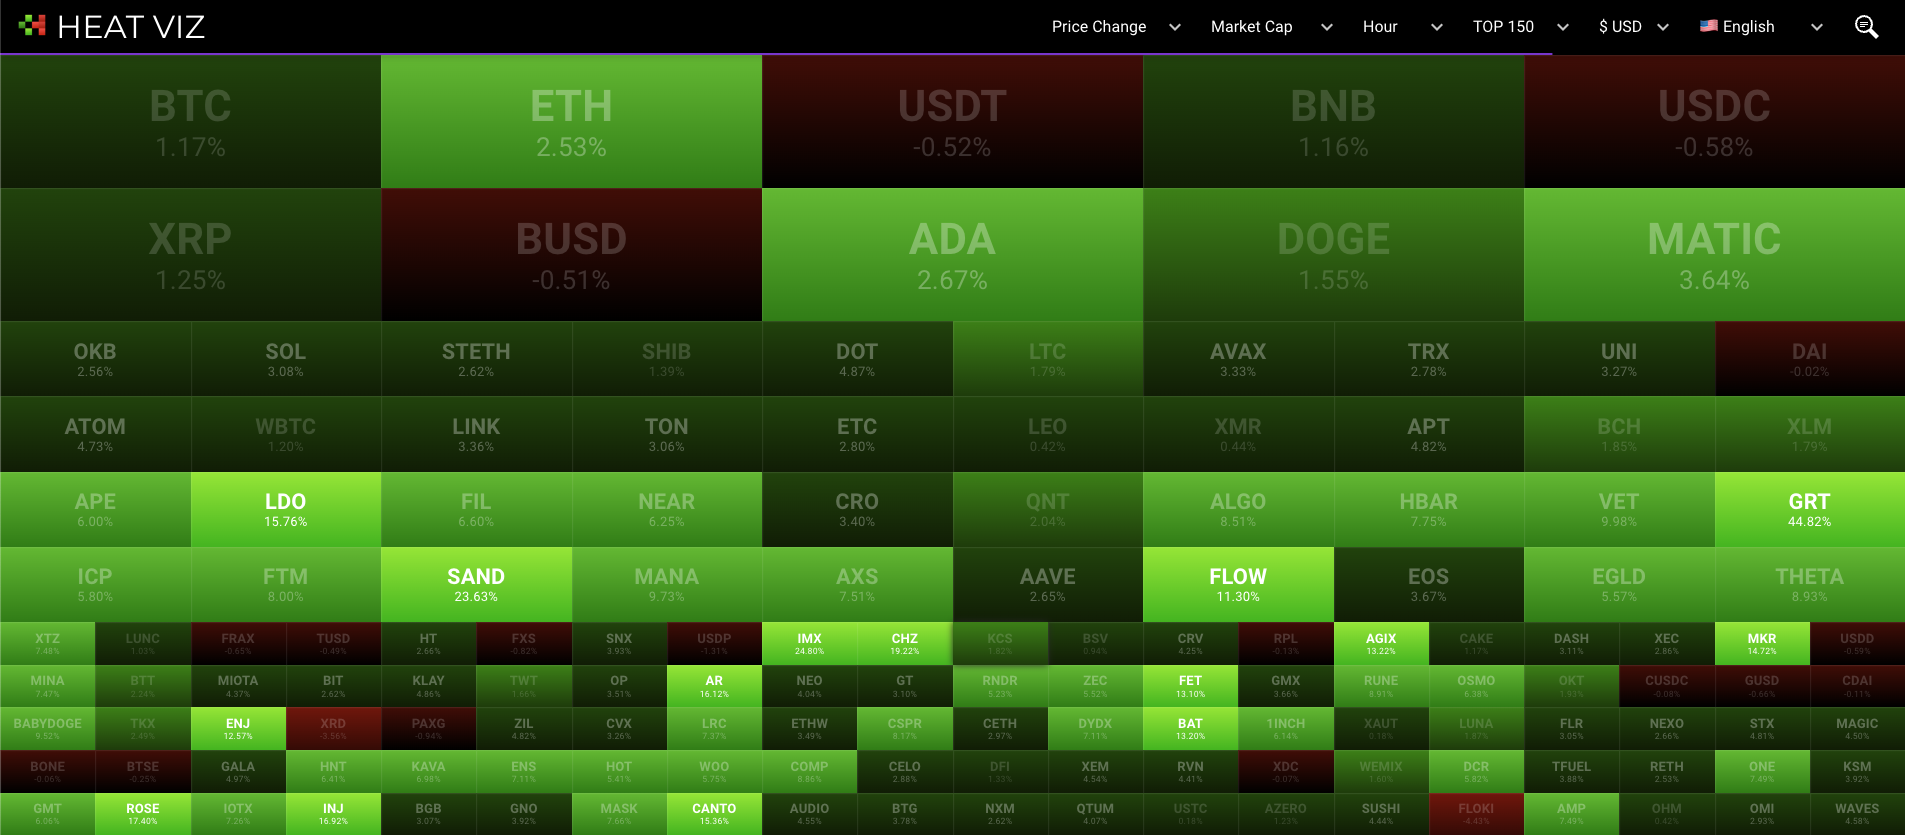 HEAT VIZ
Price Change Market Cap Hour TOP 150 $ USD English
BTC ETH USDT BNB USDC
1.17% 2.53% -0.52% 1.16% -0.58%
XRP BUSD ADA DOGE MATIC
1.25% -0.51% 2.67% 1.55% 3.64%
OKB SOL STETH SHIB DOT LTC AVAX TRX UNI DAI
2.56% 3.08% 2.62% 1.39% 4.87% 1.79% 3.33% 2.78% 3.27% -0.02%
ATOM WBTC LINK TON ETC LEO XMR APT BCH XLM
4.73% 1.20% 3.36% 3.06% 2.80% 0.42% 0.44% 4.82% 1.85% 1.79%
APE LDO FIL NEAR CRO QNT ALGO HBAR VET GRT
6.00% 15.76% 6.60% 6.25% 3.40% 2.04% 8.51% 7.75% 9.98% 44.82%
ICP FTM SAND MANA AXS AAVE FLOW EOS EGLD THETA
5.80% 8.00% 23.63% 9.73% 7.51% 2.65% 11.30% 3.67% 5.57% 8.93%
XTZ LUNC FRAX TUSD HT FXS SNX USDP IMX CHZ KCS BSV CRV RPL AGIX CAKE DASH XEC MKR USDD
7.48% 1.03% -0.65% -0.49% 2.66% -0.82% 3.93% -1.31% 24.80% 19.22% 1.82% 0.94% 4.25% -0.13% 13.22% 1.17% 3.11% 2.86% 14.72% -0.59%
MINA BTT MIOTA BIT KLAY TWT OP AR NEO GT RNDR ZEC FET GMX RUNE OSMO OKT CUSDC GUSD CDAI
7.47% 2.24% 4.37% 2.62% 4.86% 1.66% 3.51% 16.12% 4.04% 3.10% 5.23% 5.52% 13.10% 3.66% 8.91% 6.38% 1.93% -0.08% -0.66% -0.11%
BABYDOGE TKX ENJ XRD PAXG ZIL CVX LRC ETHW CSPR CETH DYDX BAT 1INCH XAUT LUNA FLR NEXO STX MAGIC
9.52% 2.49% 12.57% -3.56% -0.94% 4.82% 3.26% 7.37% 3.49% 8.17% 2.97% 7.11% 13.20% 6.14% 0.18% 1.87% 3.05% 2.66% 4.81% 4.50%
BONE BTSE GALA HNT KAVA ENS HOT WOO COMP CELO DFI XEM RVN XDC WEMIX DCR TFUEL RETH ONE KSM
-0.06% -0.25% 4.97% 6.41% 6.98% 7.11% 5.41% 5.75% 8.86% 2.88% 1.33% 4.54% 4.41% -0.07% 1.60% 5.82% 3.88% 2.53% 7.49% 3.92%
GMT ROSE IOTX INJ BGB GNO MASK CANTO AUDIO BTG NXM QTUM USTC AZERO SUSHI FLOKI AMP OHM OMI WAVES
6.06% 17.40% 7.26% 16.92% 3.07% 3.92% 7.66% 15.36% 4.55% 3.78% 2.62% 4.07% 0.18% 1.23% 4.44% -4.43% 7.49% 0.42% 2.93% 4.58%